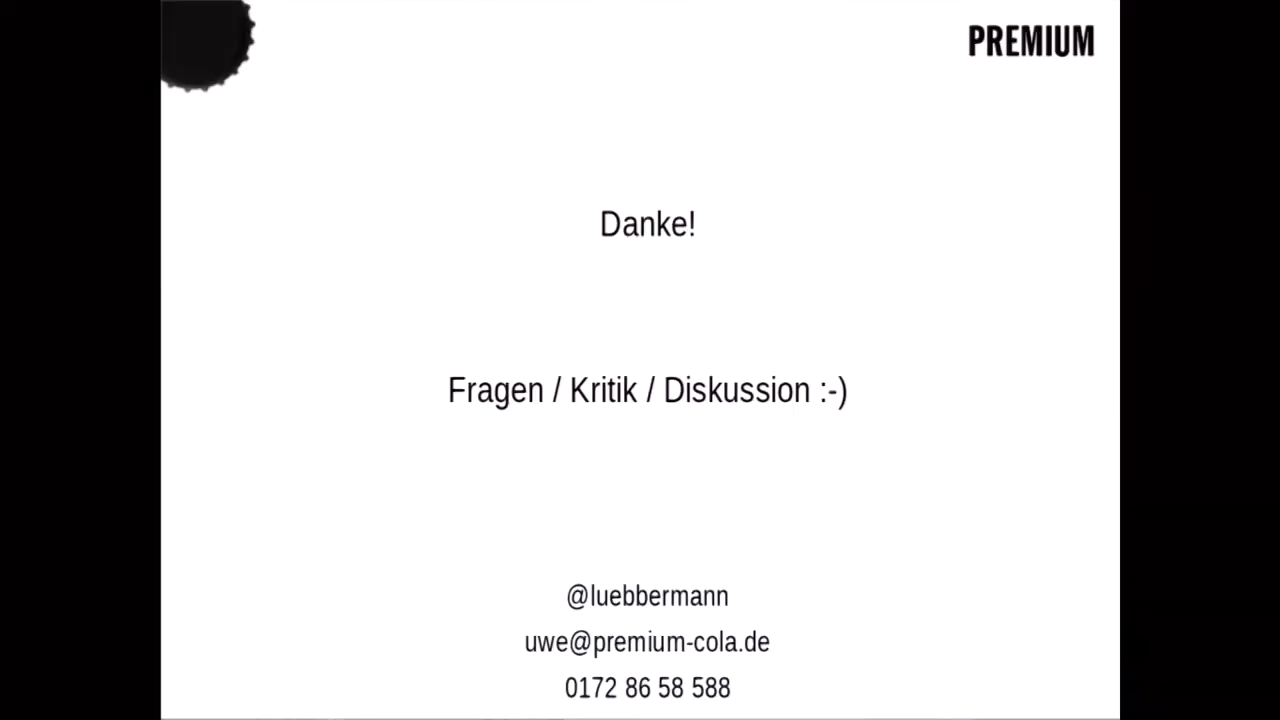 PREMIUM
Danke!
Fragen / Kritik / Diskussion :-)
@luebbermann
uwe@premium-cola.de
0172 86 58 588